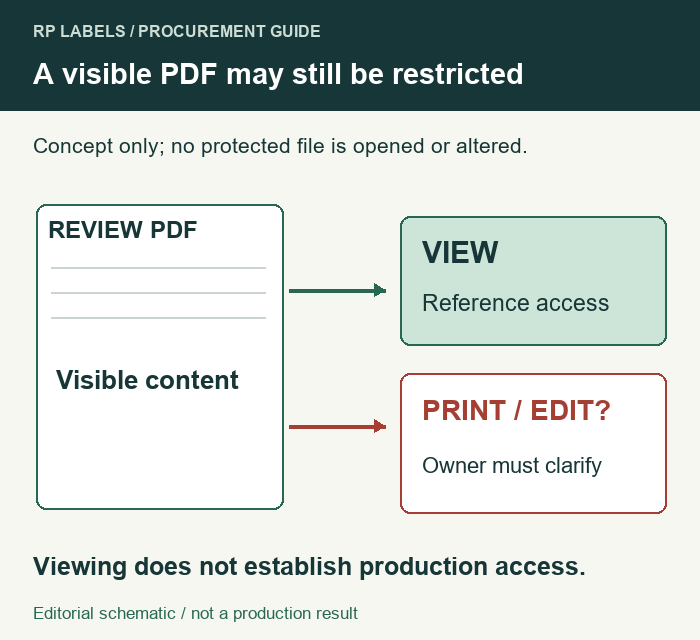 RP LABELS / PROCUREMENT GUIDE
A visible PDF may still be restricted
Concept only; no protected file is opened or altered.
REVIEW PDF
Visible content
VIEW
Reference access
PRINT / EDIT?
Owner must clarify
Viewing does not establish production access.
Editorial schematic / not a production result